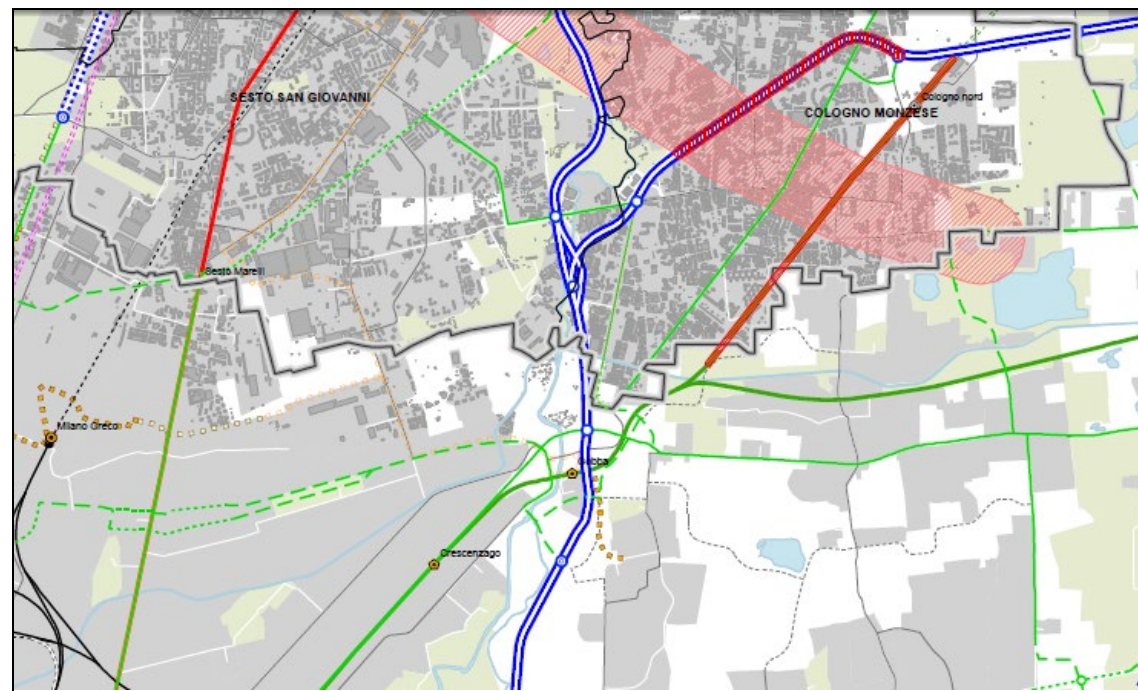 SESTO SAN GIOVANNI
Cologno nord
COLOGNO MONZESE
Sesto Marelli
Milano Greco
Gobba
Crescenzago